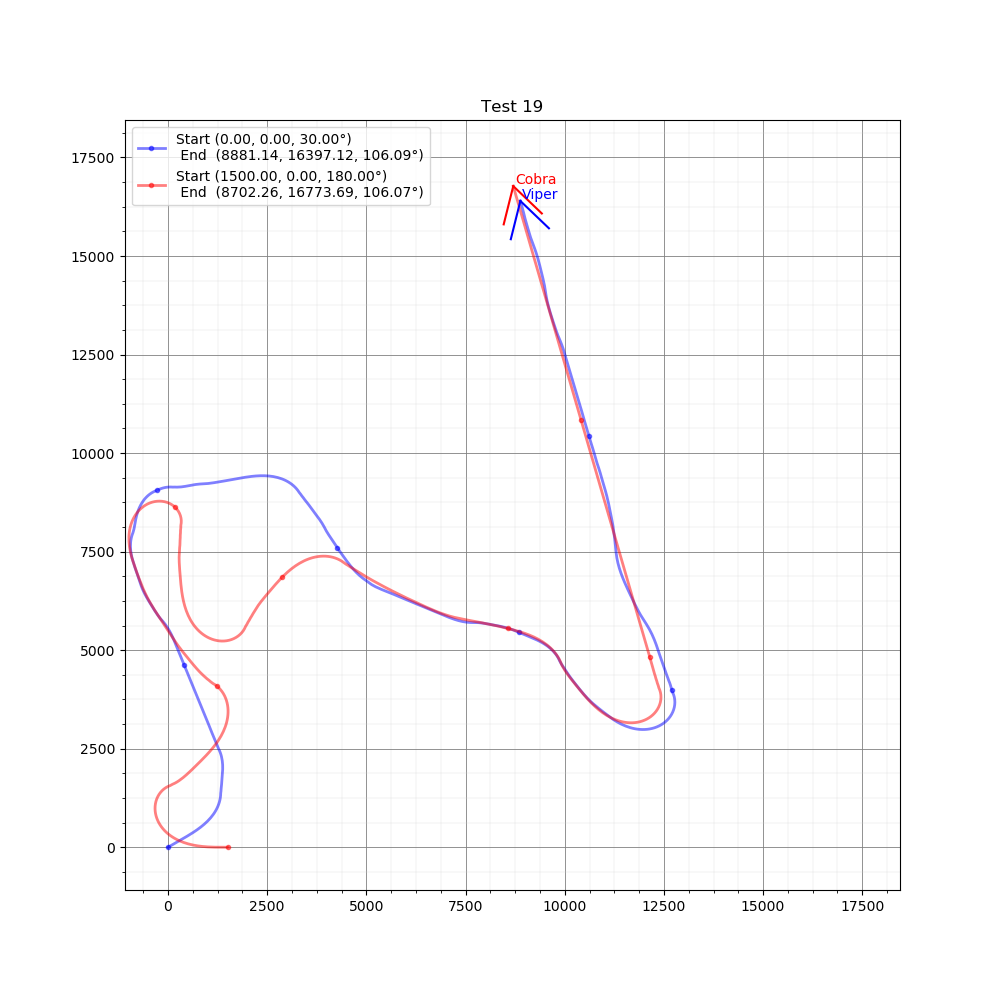 Test 19
Start (0.00, 0.00, 30.00°)
End  (8881.14, 16397.12, 106.09°)
Start (1500.00, 0.00, 180.00°)
End  (8702.26, 16773.69, 106.07°)
Cobra
Viper
17500
15000
12500
10000
7500
5000
2500
0
0 2500 5000 7500 10000 12500 15000 17500